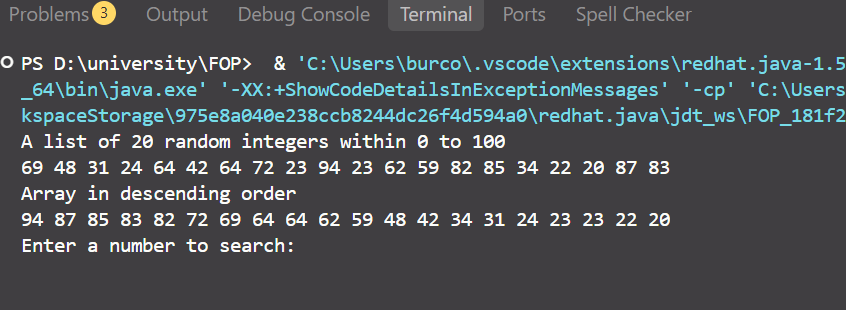 Problems 3 Output Debug Console Terminal Ports Spell Checker
PS D:\university\FOP>  & 'C:\Users\burco\.vscode\extensions\redhat.java-1.5
_64\bin\java.exe' '-XX:+ShowCodeDetailsInExceptionMessages' '-cp' 'C:\Users
kspaceStorage\975e8a040e238ccb8244dc26f4d594a0\redhat.java\jdt_ws\FOP_181f2
A list of 20 random integers within 0 to 100
69 48 31 24 64 42 64 72 23 94 23 62 59 82 85 34 22 20 87 83
Array in descending order
94 87 85 83 82 72 69 64 64 62 59 48 42 34 31 24 23 23 22 20
Enter a number to search: